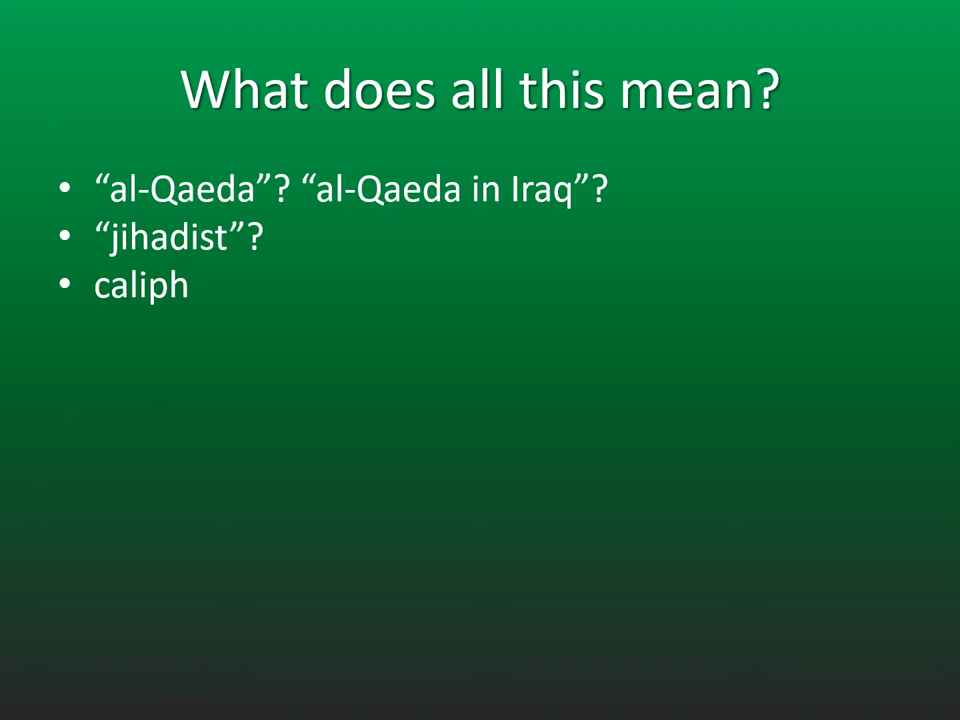 What does all this mean?
• “al-Qaeda”? “al-Qaeda in Iraq”?
• “jihadist”?
• caliph